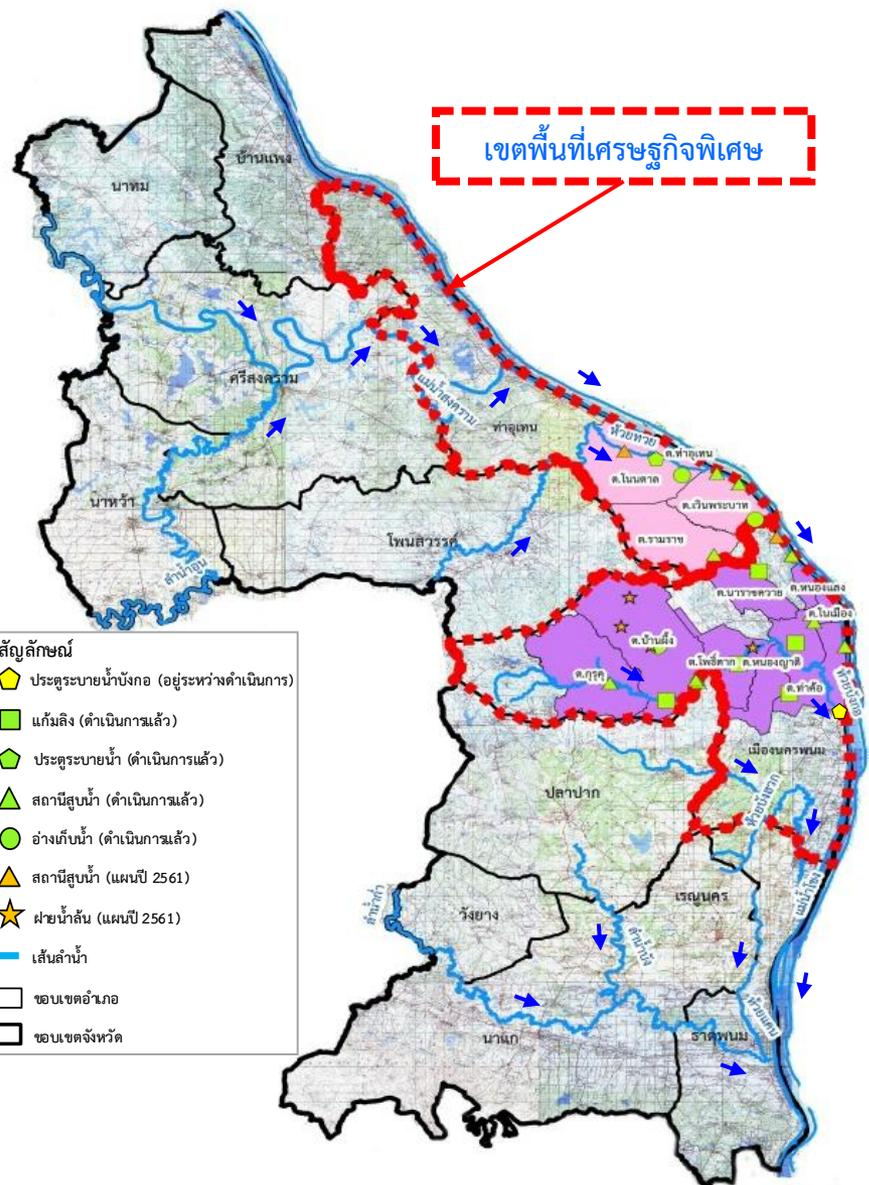 เขตพื้นที่เศรษฐกิจพิเศษ
บ้านแพง
นาทม
ศรีสงคราม
แม่น้ำสงคราม
ท่าอุเทน
ห้วยทวย
ต.ท่าอุเทน
ต.โนนตาล
ต.เวินพระบาท
นาหว้า
โพนสวรรค์
ต.รามราช
ลำน้ำอูน
ต.นาราชควาย
ต.หนองแสง
ต.ในเมือง
ต.บ้านผึ้ง
ต.โพธิ์ตาก
ต.หนองญาติ
ต.กุรุคุ
ต.ท่าค้อ
ห้วยบังกอ
เมืองนครพนม
ปลาปาก
ห้วยบังฮวก
เรณูนคร
แม่น้ำโขง
ลำน้ำก่ำ
วังยาง
ลำน้ำบัง
ห้วยแคน
นาแก
ธาตุพนม
สัญลักษณ์
ประตูระบายน้ำบังกอ (อยู่ระหว่างดำเนินการ)
แก้มลิง (ดำเนินการแล้ว)
ประตูระบายน้ำ (ดำเนินการแล้ว)
สถานีสูบน้ำ (ดำเนินการแล้ว)
อ่างเก็บน้ำ (ดำเนินการแล้ว)
สถานีสูบน้ำ (แผนปี 2561)
ฝายน้ำล้น (แผนปี 2561)
เส้นลำน้ำ
ขอบเขตอำเภอ
ขอบเขตจังหวัด